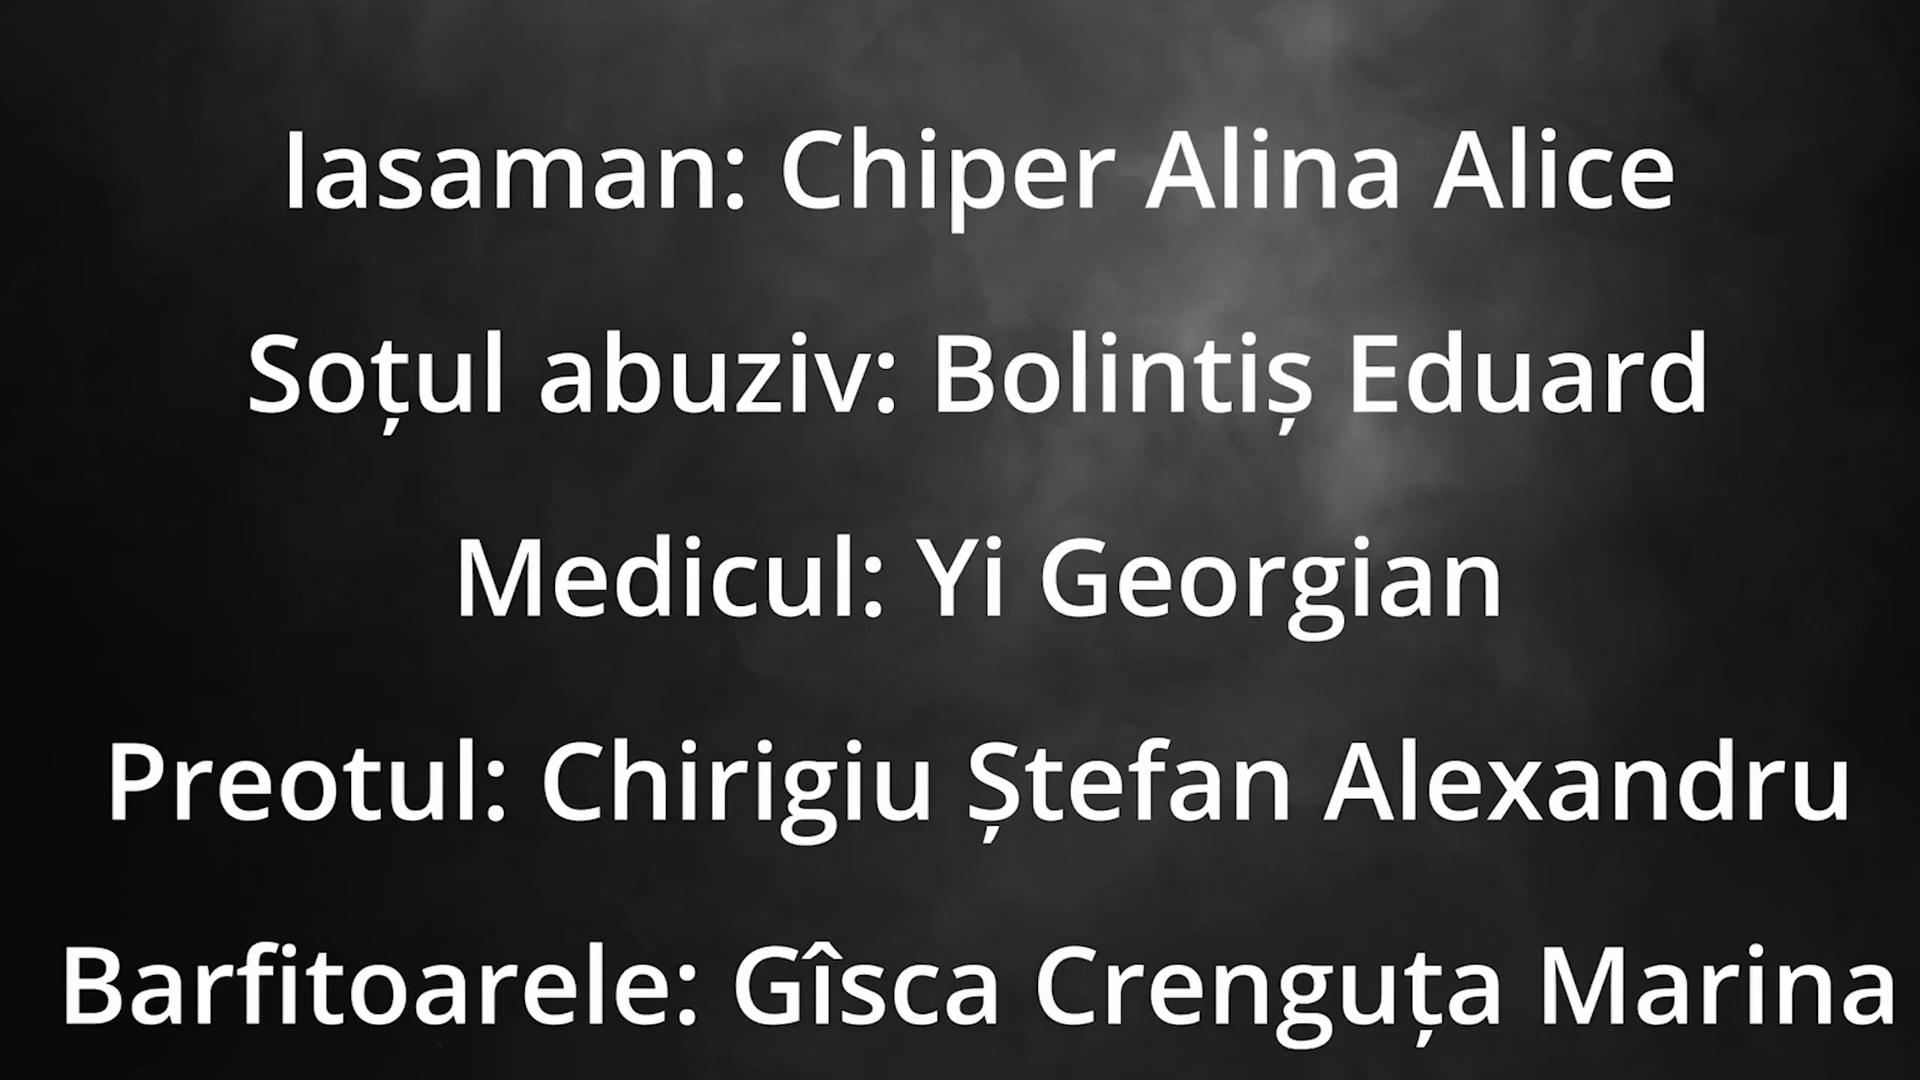 Iasaman: Chiper Alina Alice
Soțul abuziv: Bolintiș Eduard
Medicul: Yi Georgian
Preotul: Chirigiu Ștefan Alexandru
Barfitoarele: Gîsca Crenguța Marina